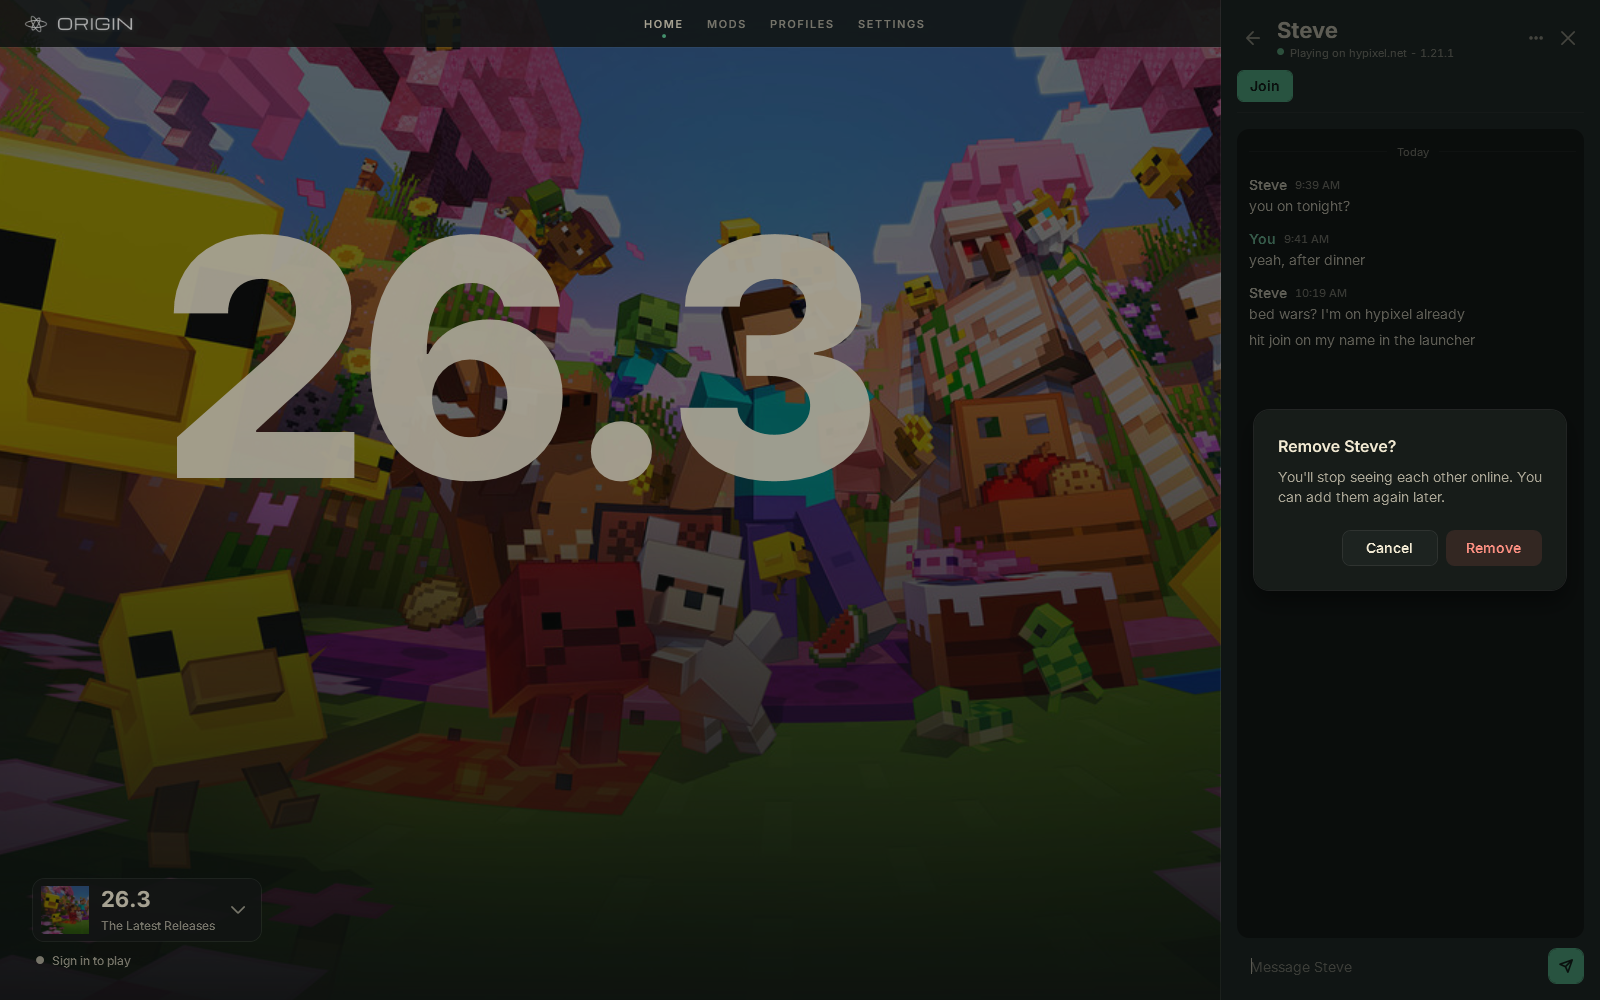 ORIGIN
HOME MODS PROFILES SETTINGS
Steve
Playing on hypixel.net - 1.21.1
Join
Today
Steve 9:39 AM
you on tonight?
You 9:41 AM
yeah, after dinner
Steve 10:19 AM
bed wars? I'm on hypixel already
hit join on my name in the launcher
26.3
Remove Steve?
You'll stop seeing each other online. You
can add them again later.
Cancel Remove
26.3
The Latest Releases
Sign in to play
Message Steve